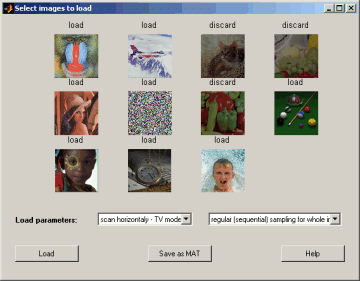 Select images to load
load load discard discard
load load discard load
load load load
Load parameters: scan horizontaly - TV mode regular (sequential) sampling for whole i
Load Save as MAT Help